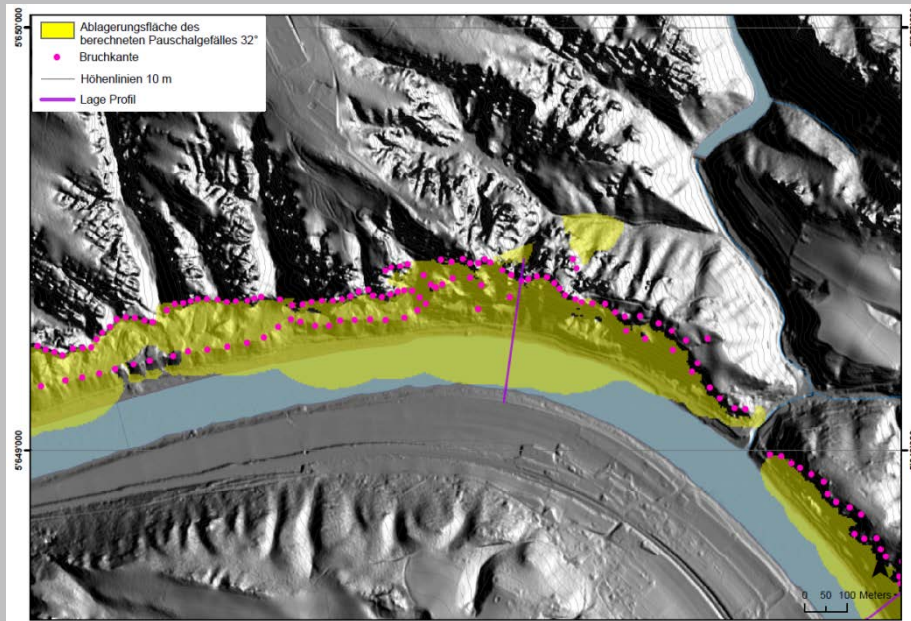 5'650'000
Ablagerungsfläche des
berechneten Pauschalgefälles 32°
Bruchkante
Höhenlinien 10 m
Lage Profil
5'649'000
0 50 100 Meters